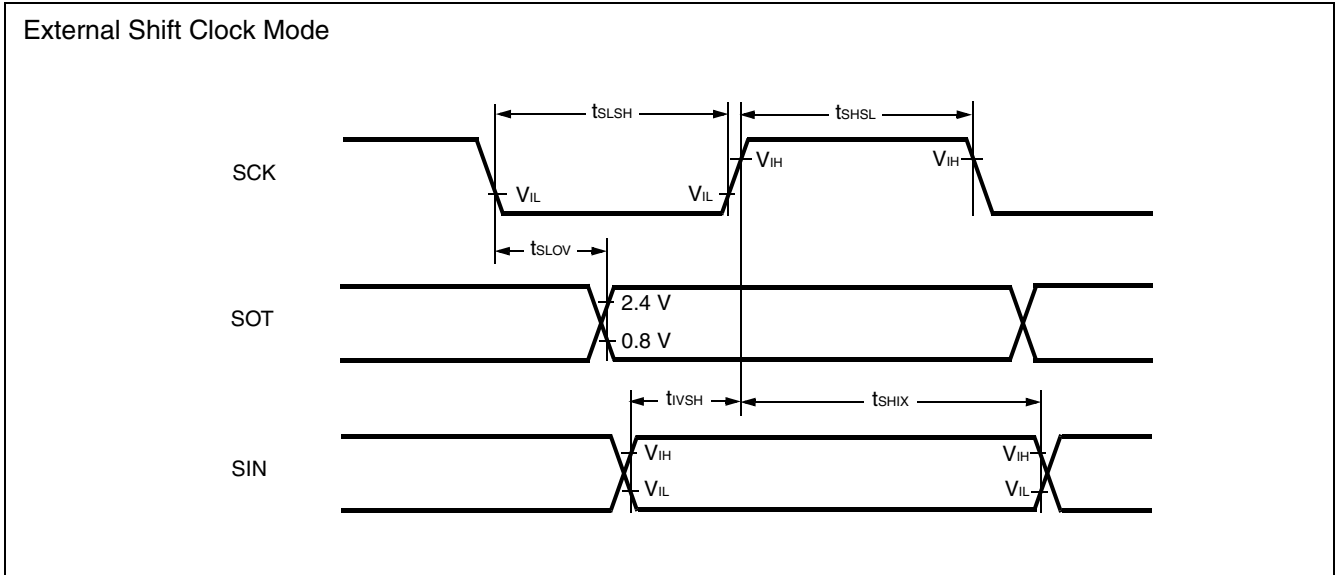 External Shift Clock Mode
tSLSH
tSHSL
SCK
VIH
VIH
VIL
VIL
tSLOV
SOT
2.4 V
0.8 V
tIVSH
tSHIX
SIN
VIH
VIH
VIL
VIL